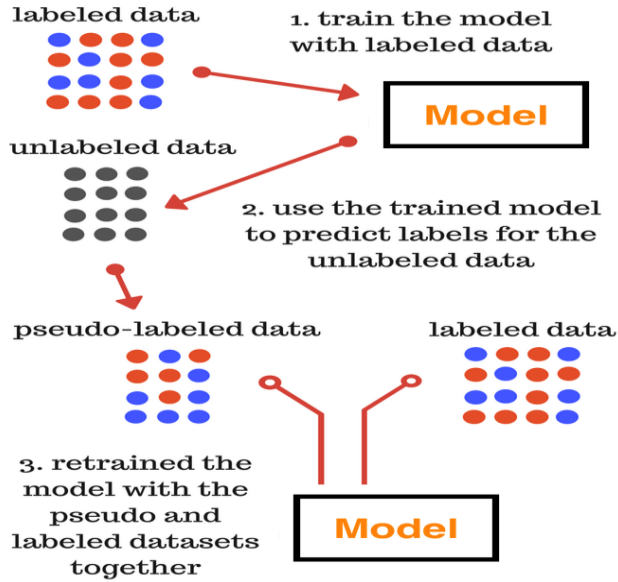 labeled data
1. train the model
with labeled data
Model
unlabeled data
2. use the trained model
to predict labels for the
unlabeled data
pseudo-labeled data
labeled data
3. retrained the
model with the
pseudo and
labeled datasets
together
Model